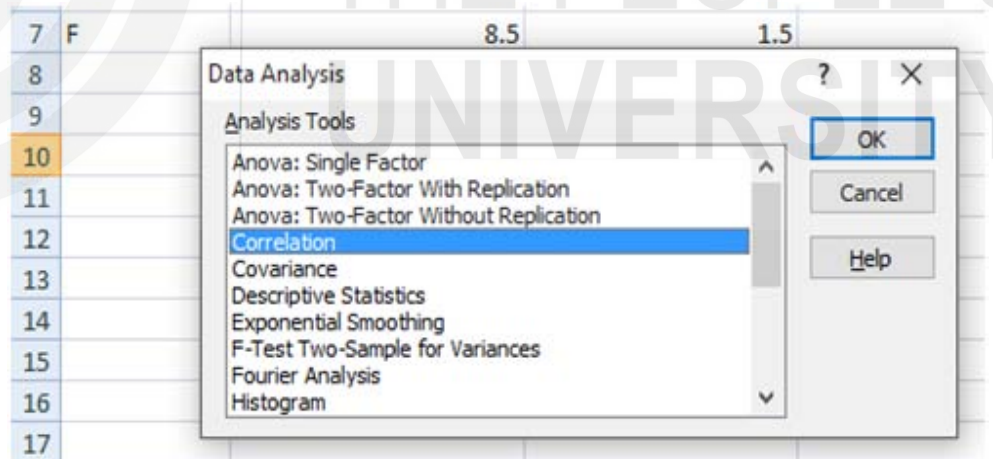 THE PEOPLE'S
UNIVERSITY
7 F 8.5 1.5
8
9
10
11
12
13
14
15
16
17
Data Analysis ? X
Analysis Tools
Anova: Single Factor
Anova: Two-Factor With Replication
Anova: Two-Factor Without Replication
Correlation
Covariance
Descriptive Statistics
Exponential Smoothing
F-Test Two-Sample for Variances
Fourier Analysis
Histogram
OK
Cancel
Help